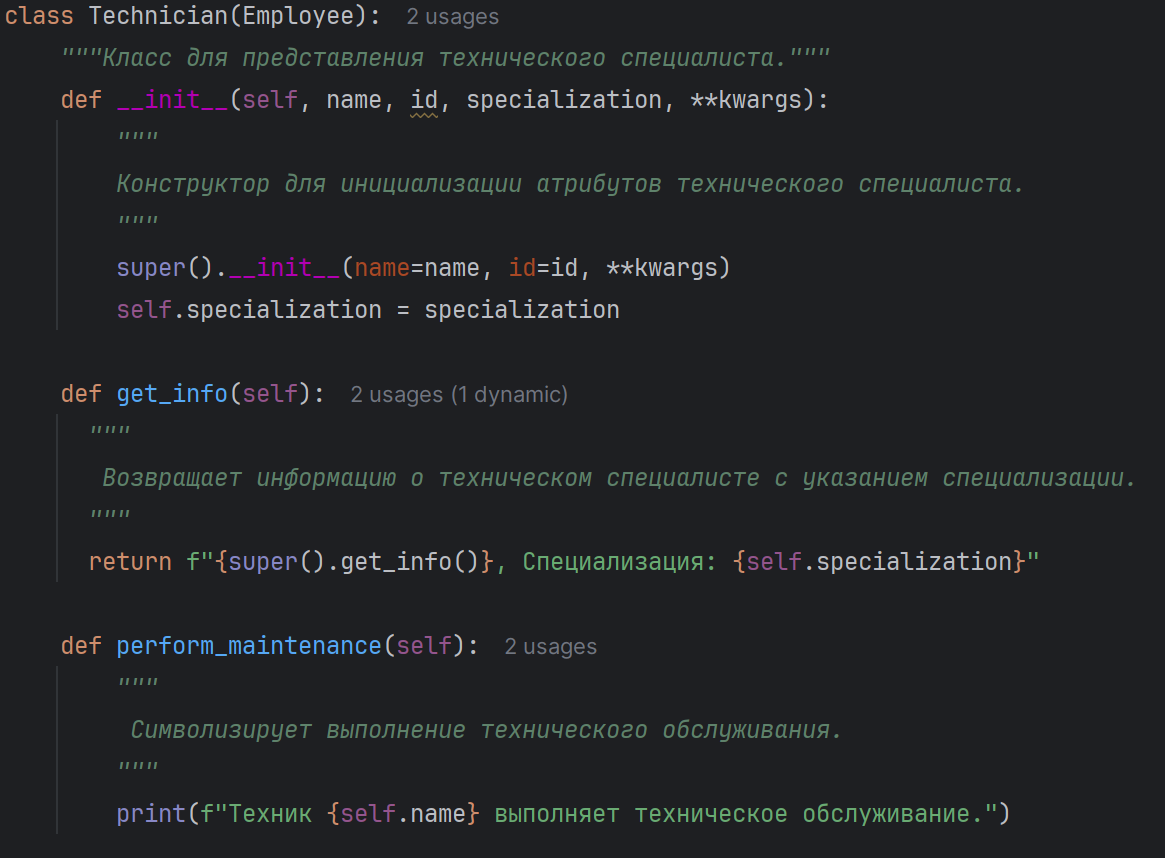 class Technician(Employee):  2 usages
    """Класс для представления технического специалиста."""
    def __init__(self, name, id, specialization, **kwargs):
        """
        Конструктор для инициализации атрибутов технического специалиста.
        """
        super().__init__(name=name, id=id, **kwargs)
        self.specialization = specialization

    def get_info(self):  2 usages (1 dynamic)
      """
       Возвращает информацию о техническом специалисте с указанием специализации.
      """
      return f"{super().get_info()}, Специализация: {self.specialization}"

    def perform_maintenance(self):  2 usages
        """
         Символизирует выполнение технического обслуживания.
        """
        print(f"Техник {self.name} выполняет техническое обслуживание.")